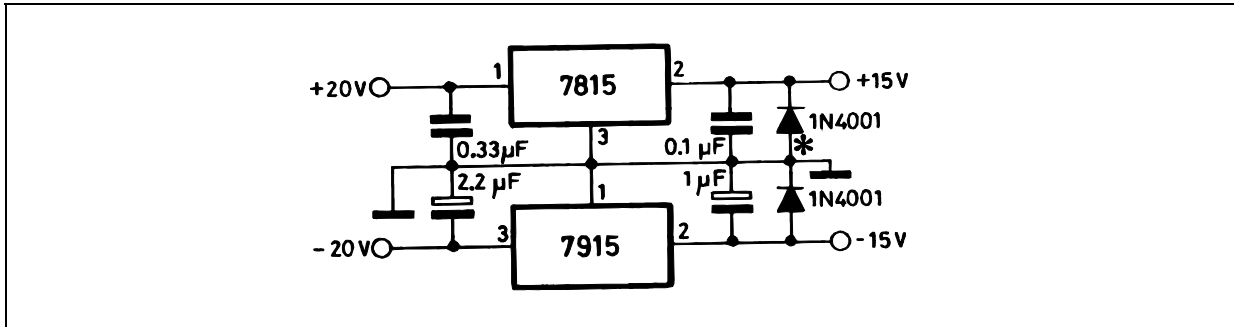 +20V 1 7815 2 +15V
1N4001
3
0.33µF 0.1 µF *
2.2 µF 1 1µF
1N4001
-20V 3 7915 2 -15V